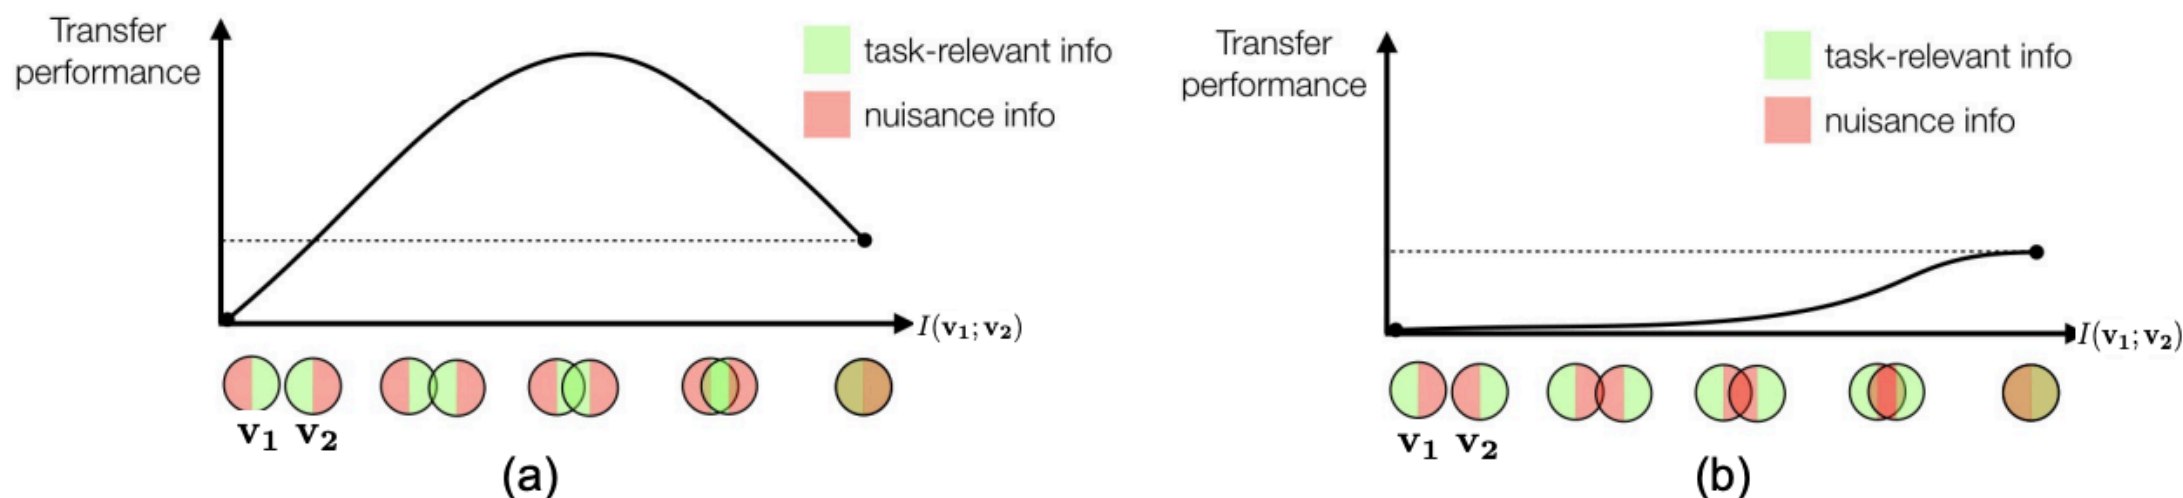 Transfer
performance
task-relevant info
nuisance info
I(v₁; v₂)
v₁ v₂
(a)
Transfer
performance
task-relevant info
nuisance info
I(v₁; v₂)
v₁ v₂
(b)